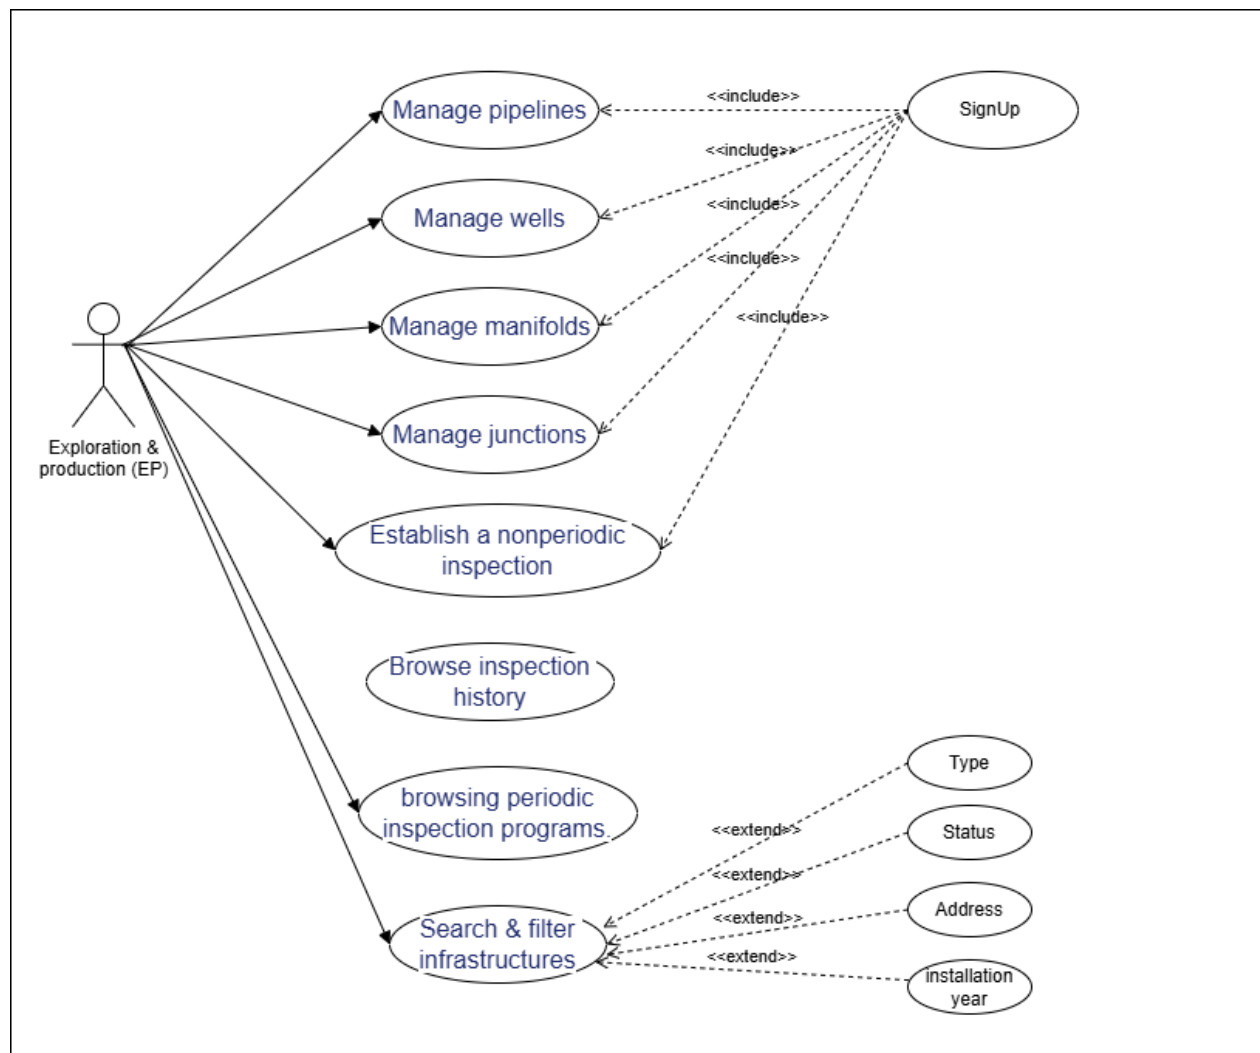 Manage pipelines
<<include>>
SignUp
<<include>>
Manage wells
<<include>>
<<include>>
Manage manifolds
<<include>>
Manage junctions
Exploration &
production (EP)
Establish a nonperiodic
inspection
Browse inspection
history
browsing periodic
inspection programs.
Type
<<extend>>
Status
<<extend>>
Address
<<extend>>
Search & filter
infrastructures
<<extend>>
installation
year